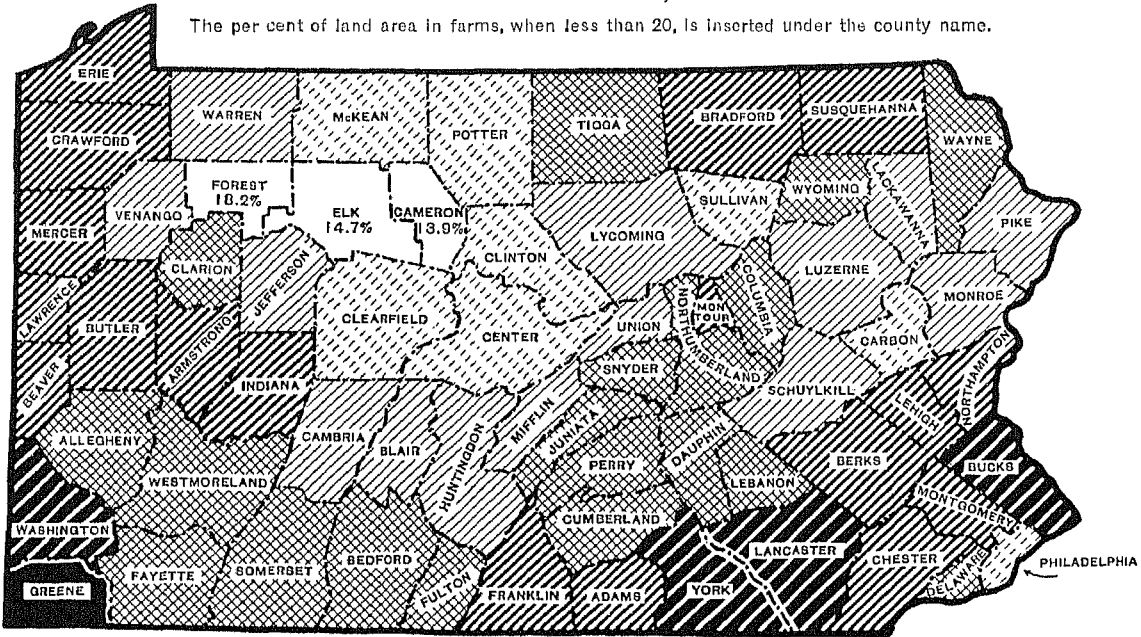 The per cent of land area in farms, when less than 20, is inserted under the county name.
ERIE
CRAWFORD
WARREN
McKEAN
POTTER
TIOGA
BRADFORD
SUSQUEHANNA
WAYNE
FOREST
18.2%
ELK
14.7%
CAMERON
13.9%
VENANGO
MERCER
CLARION
JEFFERSON
CLINTON
LYCOMING
SULLIVAN
WYOMING
LACKAWANNA
PIKE
LUZERNE
MONROE
COLUMBIA
MON
TOUR
NORTHUMBERLAND
UNION
CENTER
CLEARFIELD
LAWRENCE
BUTLER
ARMSTRONG
INDIANA
BEAVER
SNYDER
CARBON
NORTHAMPTON
SCHUYLKILL
LEHIGH
ALLEGHENY
WESTMORELAND
CAMBRIA
BLAIR
HUNTINGDON
MIFFLIN
JUNIATA
PERRY
DAUPHIN
LEBANON
BERKS
BUCKS
MONTGOMERY
WASHINGTON
CUMBERLAND
GREENE
FAYETTE
SOMERSET
BEDFORD
FULTON
FRANKLIN
ADAMS
YORK
LANCASTER
CHESTER
DELAWARE
PHILADELPHIA